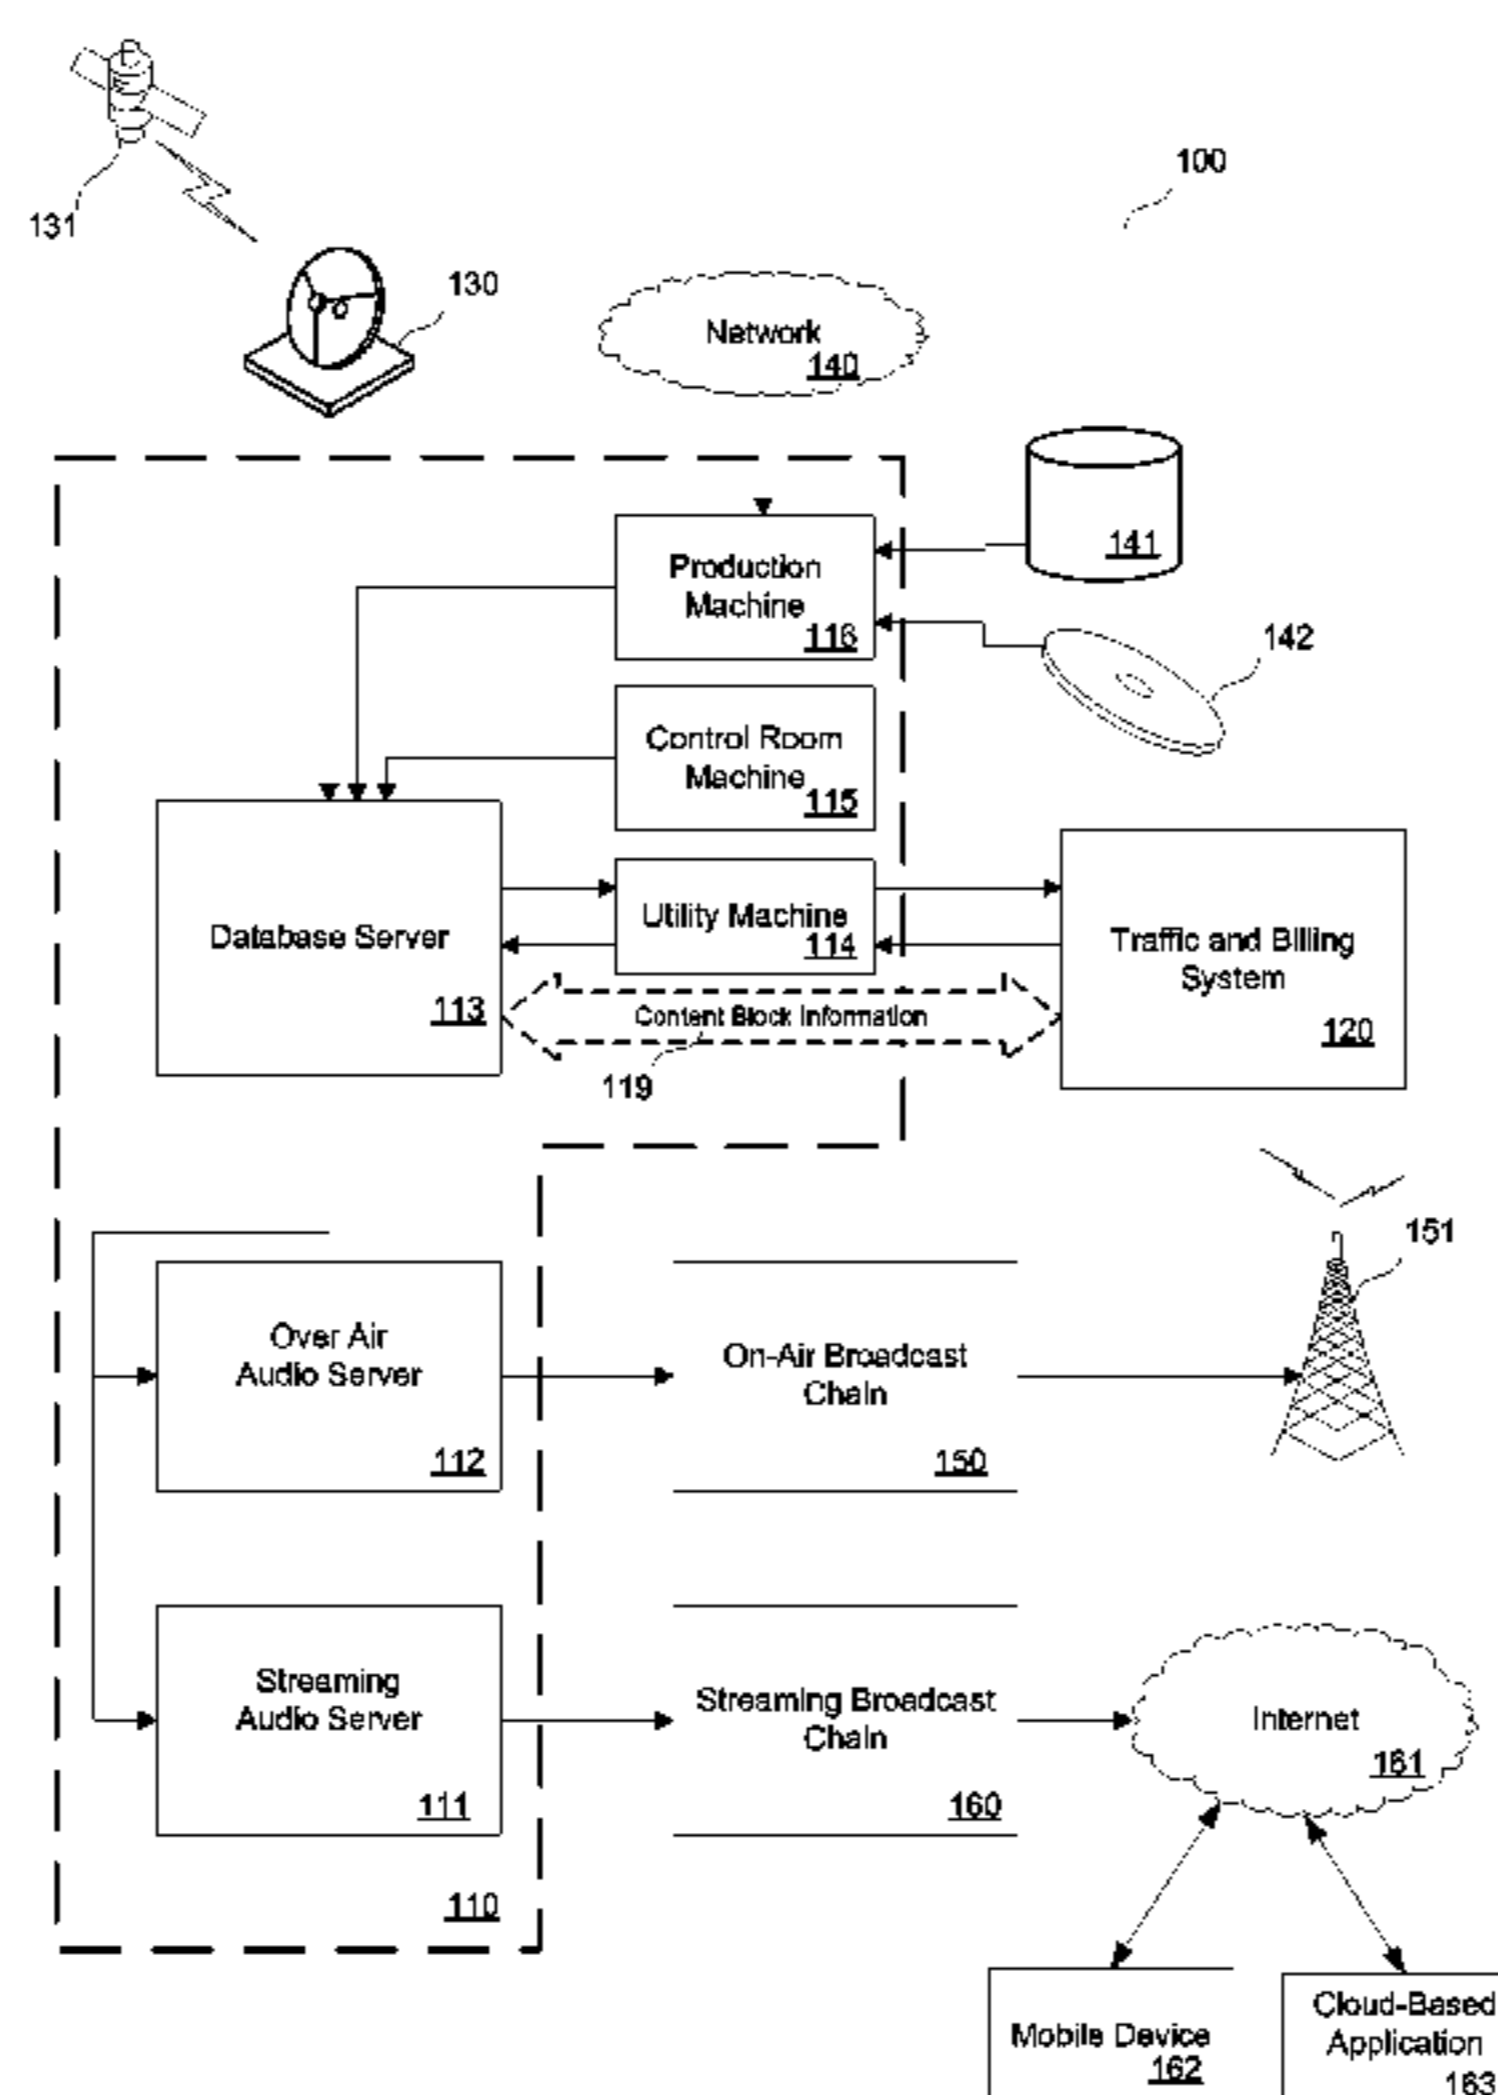 100
131
130
Network
140
141
Production
Machine
116
142
Control Room
Machine
115
Utility Machine
114
Database Server
113
Traffic and Billing
System
120
Content Block Information
119
151
Over Air
Audio Server
112
On-Air Broadcast
Chain
150
Streaming
Audio Server
111
Streaming Broadcast
Chain
160
Internet
161
110
Mobile Device
162
Cloud-Based
Application
163